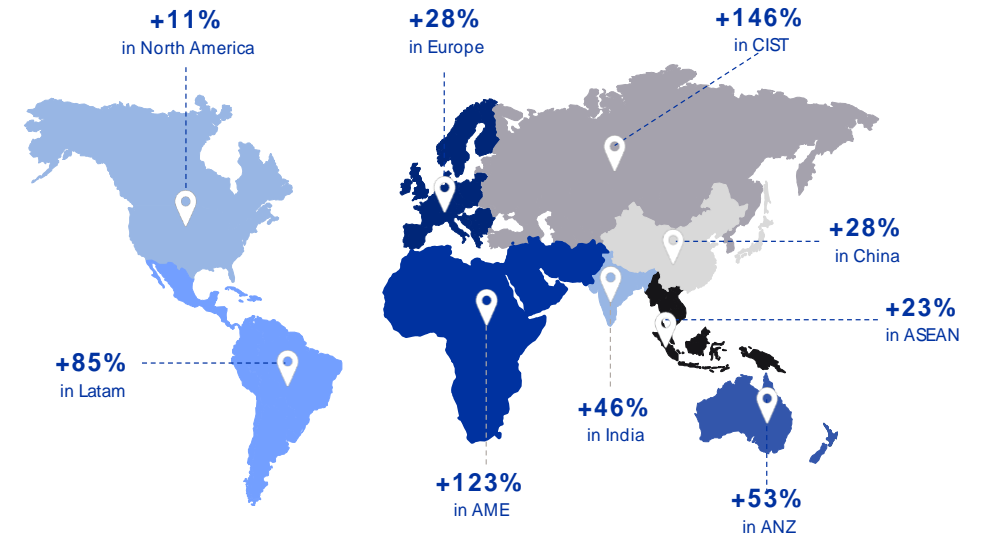 +11%
in North America
+28%
in Europe
+146%
in CIST
+28%
in China
+23%
in ASEAN
+85%
in Latam
+46%
in India
+123%
in AME
+53%
in ANZ